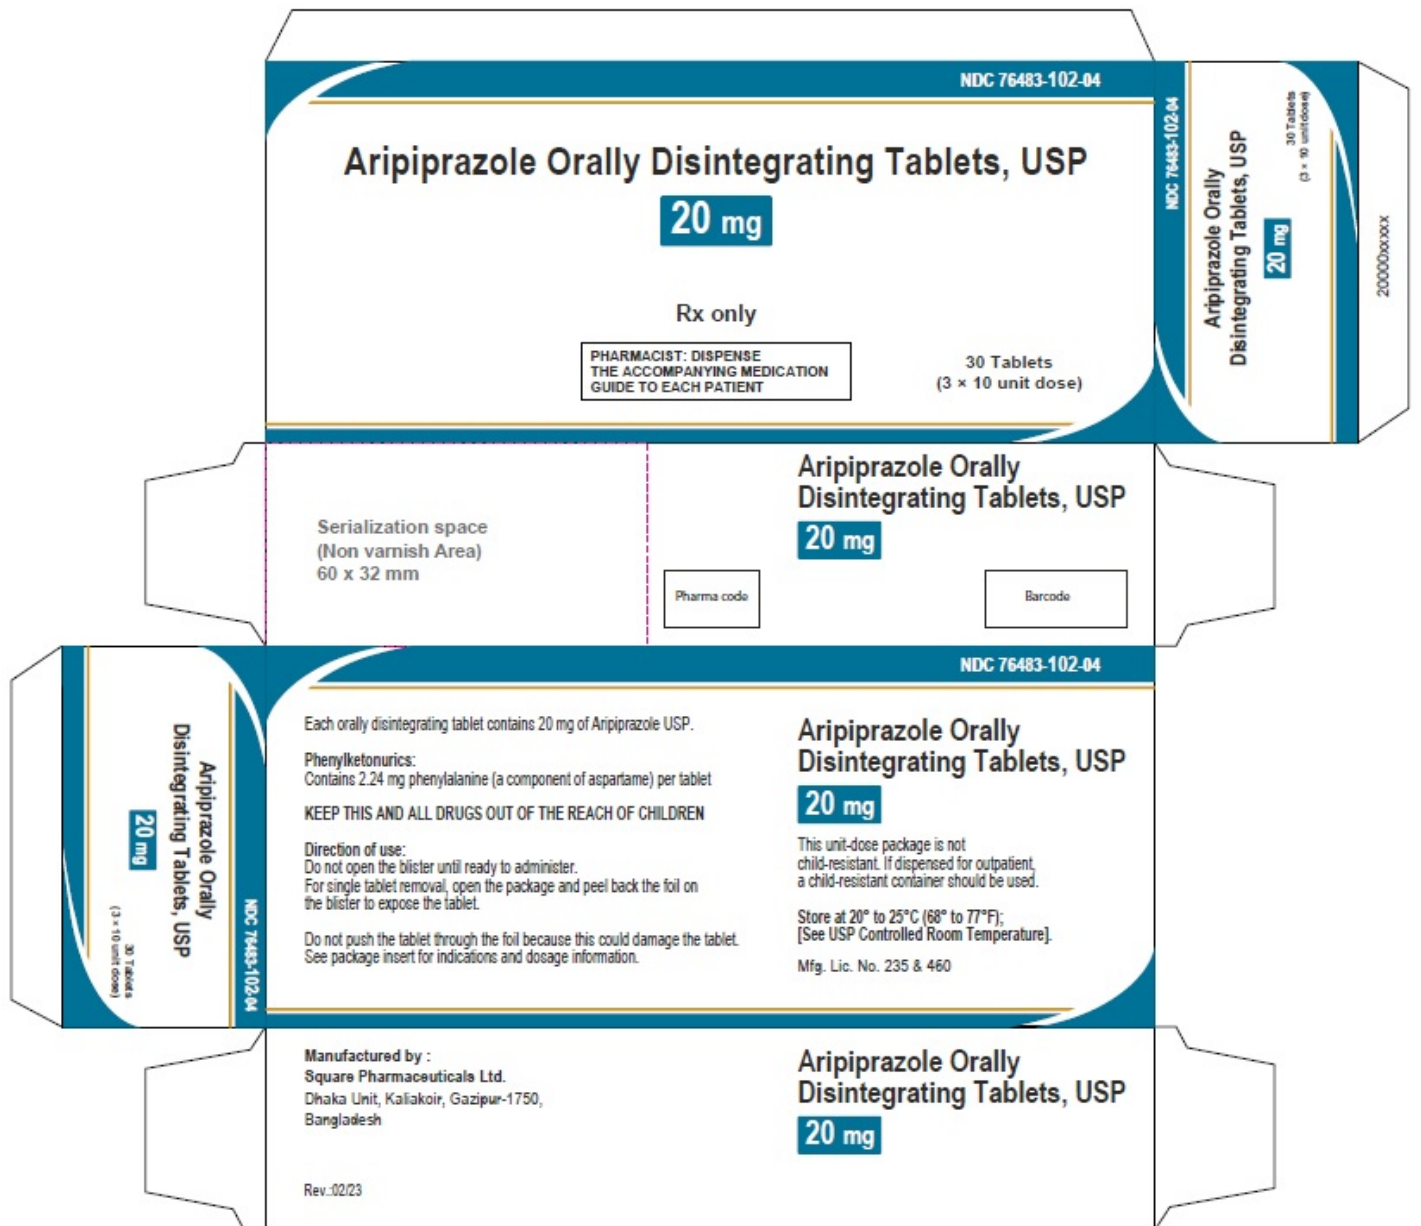 NDC 76483-102-04
Aripiprazole Orally Disintegrating Tablets, USP
20 mg
Rx only
PHARMACIST: DISPENSE
THE ACCOMPANYING MEDICATION
GUIDE TO EACH PATIENT
30 Tablets
(3 × 10 unit dose)
NDC 76483-102-04
Aripiprazole Orally
Disintegrating Tablets, USP
20 mg
30 Tablets
(3 × 10 unit dose)
20000xxxxx
Serialization space
(Non varnish Area)
60 x 32 mm
Pharma code
Aripiprazole Orally
Disintegrating Tablets, USP
20 mg
Barcode
Aripiprazole Orally
Disintegrating Tablets, USP
20 mg
30 Tablets
(3 × 10 unit dose)
NDC 76483-102-04
NDC 76483-102-04
Each orally disintegrating tablet contains 20 mg of Aripiprazole USP.
Phenylketonurics:
Contains 2.24 mg phenylalanine (a component of aspartame) per tablet
KEEP THIS AND ALL DRUGS OUT OF THE REACH OF CHILDREN
Direction of use:
Do not open the blister until ready to administer.
For single tablet removal, open the package and peel back the foil on
the blister to expose the tablet.
Do not push the tablet through the foil because this could damage the tablet.
See package insert for indications and dosage information.
Aripiprazole Orally
Disintegrating Tablets, USP
20 mg
This unit-dose package is not
child-resistant. If dispensed for outpatient,
a child-resistant container should be used.
Store at 20° to 25°C (68° to 77°F);
[See USP Controlled Room Temperature].
Mfg. Lic. No. 235 & 460
Manufactured by :
Square Pharmaceuticals Ltd.
Dhaka Unit, Kaliakoir, Gazipur-1750,
Bangladesh
Rev.:02/23
Aripiprazole Orally
Disintegrating Tablets, USP
20 mg